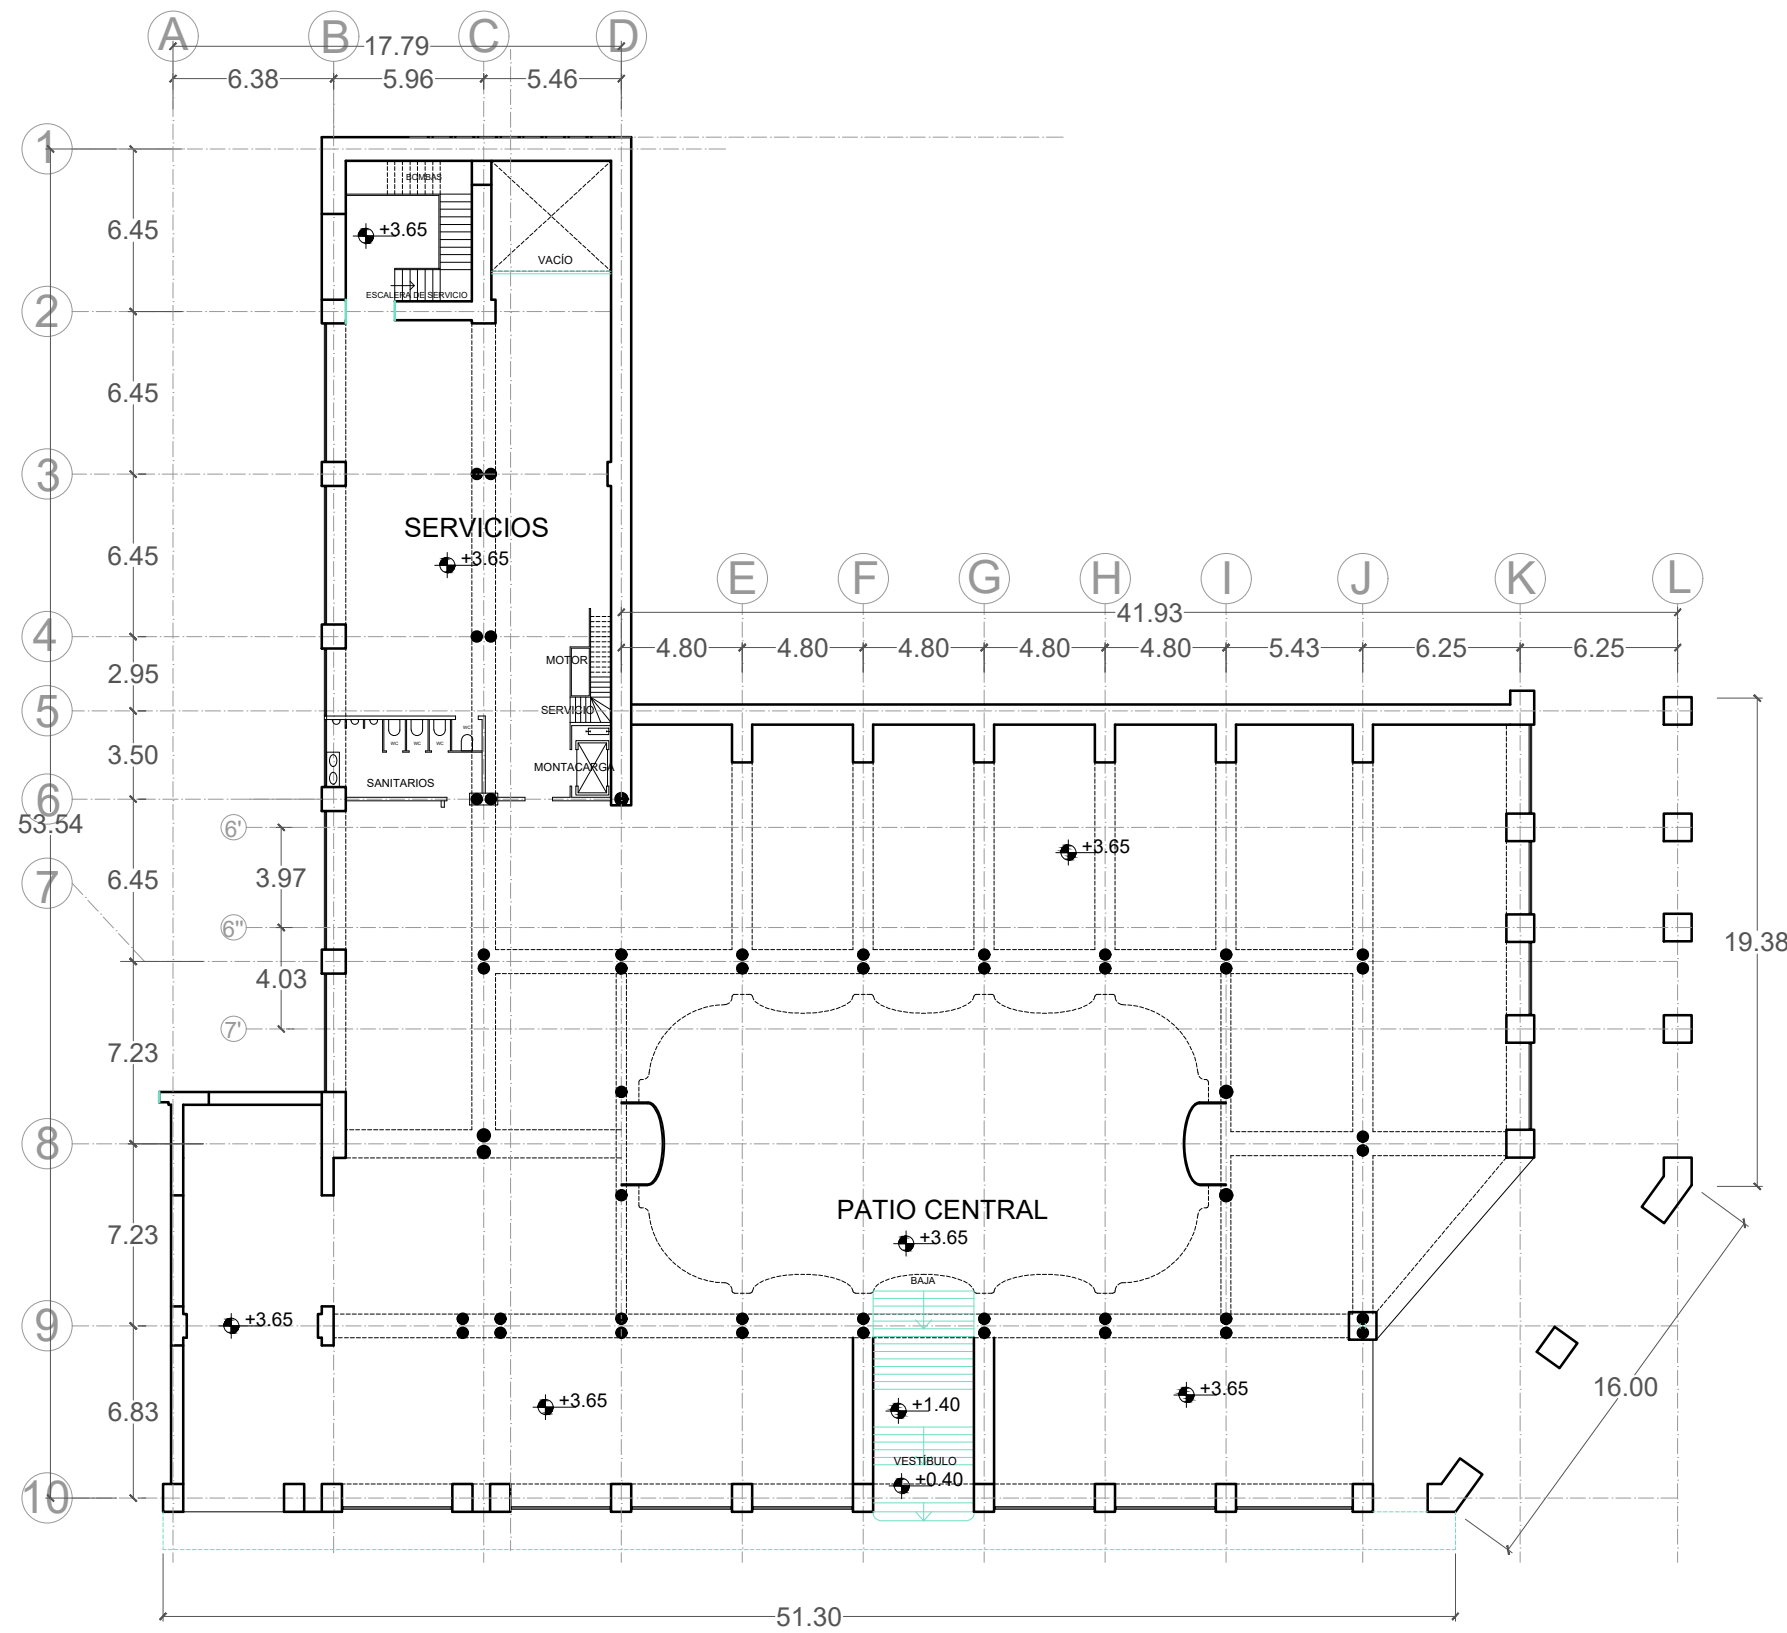 A B C D
17.79
6.38 5.96 5.46
1
BOMBAS
6.45
+3.65
VACÍO
ESCALERA DE SERVICIO
2
6.45
3
SERVICIOS
6.45
+3.65
E F G H I J K L
41.93
4
4.80 4.80 4.80 4.80 4.80 5.43 6.25 6.25
MOTOR
2.95
5
SERVICIO
WC
WC WC WC
3.50
MONTACARGA
SANITARIOS
6
53.54
6'
+3.65
7
6.45
3.97
6"
19.38
4.03
7'
7.23
8
PATIO CENTRAL
7.23
+3.65
BAJA
9
+3.65
16.00
+3.65
+3.65
+1.40
6.83
VESTÍBULO
+0.40
10
51.30